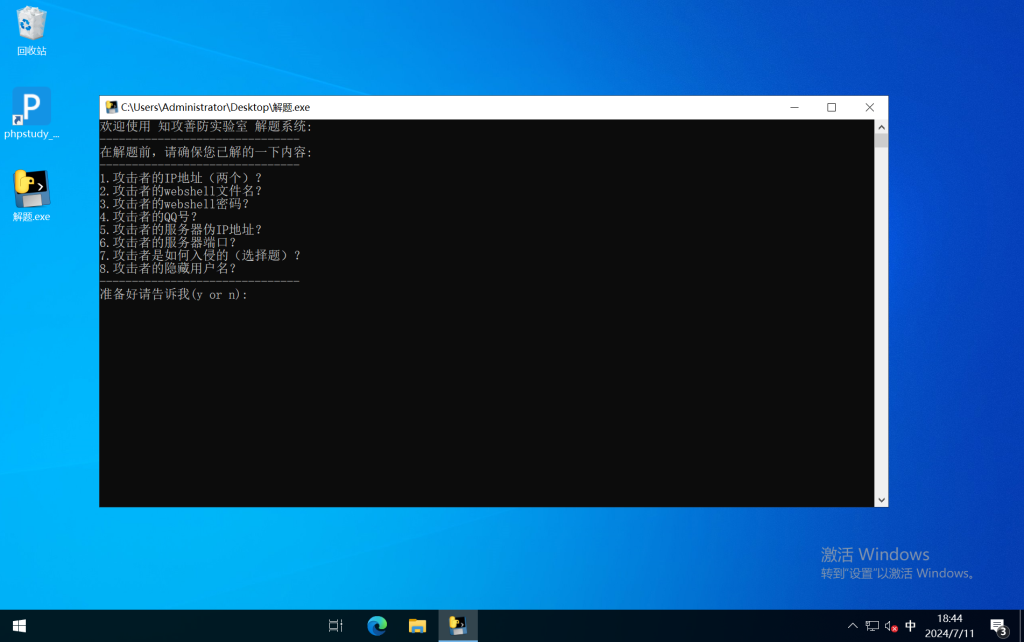 回收站
phpstudy_...
解题.exe
C:\Users\Administrator\Desktop\解题.exe
欢迎使用 知攻善防实验室 解题系统:
------------------------------
在解题前，请确保您已解的一下内容:
------------------------------
1.攻击者的IP地址（两个）?
2.攻击者的webshell文件名?
3.攻击者的webshell密码?
4.攻击者的QQ号?
5.攻击者的服务器伪IP地址?
6.攻击者的服务器端口?
7.攻击者是如何入侵的（选择题）?
8.攻击者的隐藏用户名?
------------------------------
准备好请告诉我(y or n):
激活 Windows
转到"设置"以激活 Windows。
中
18:44
2024/7/11
3